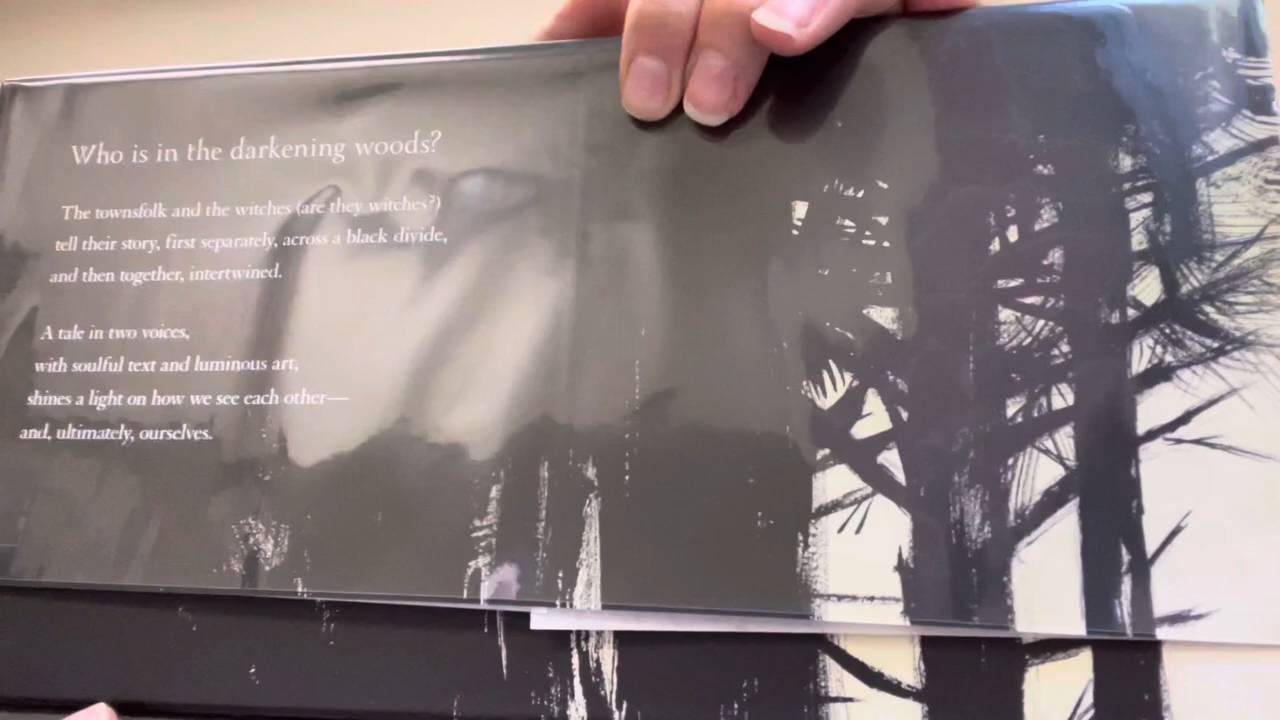 Who is in the darkening woods?
The townsfolk and the witches (are they witches?)
tell their story, first separately, across a black divide,
and then together, intertwined.
A tale in two voices,
with soulful text and luminous art,
shines a light on how we see each other—
and, ultimately, ourselves.